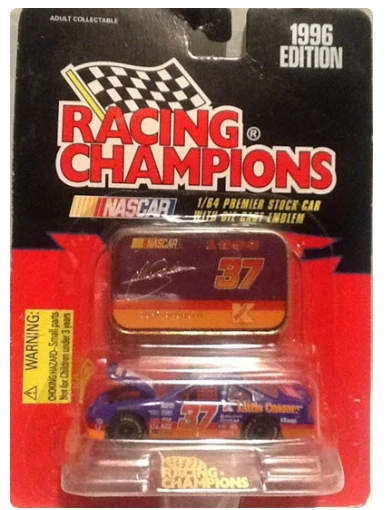 ADULT COLLECTABLE
1996
EDITION
RACING ®
CHAMPIONS
NASCAR
1/64 PREMIER STOCK CAR
WITH DIE CAST EMBLEM
NASCAR 1996
37
K
WARNING:
CHOKING HAZARD-Small parts
Not for Children under 3 years
Little Caesars
37
RACING
CHAMPIONS